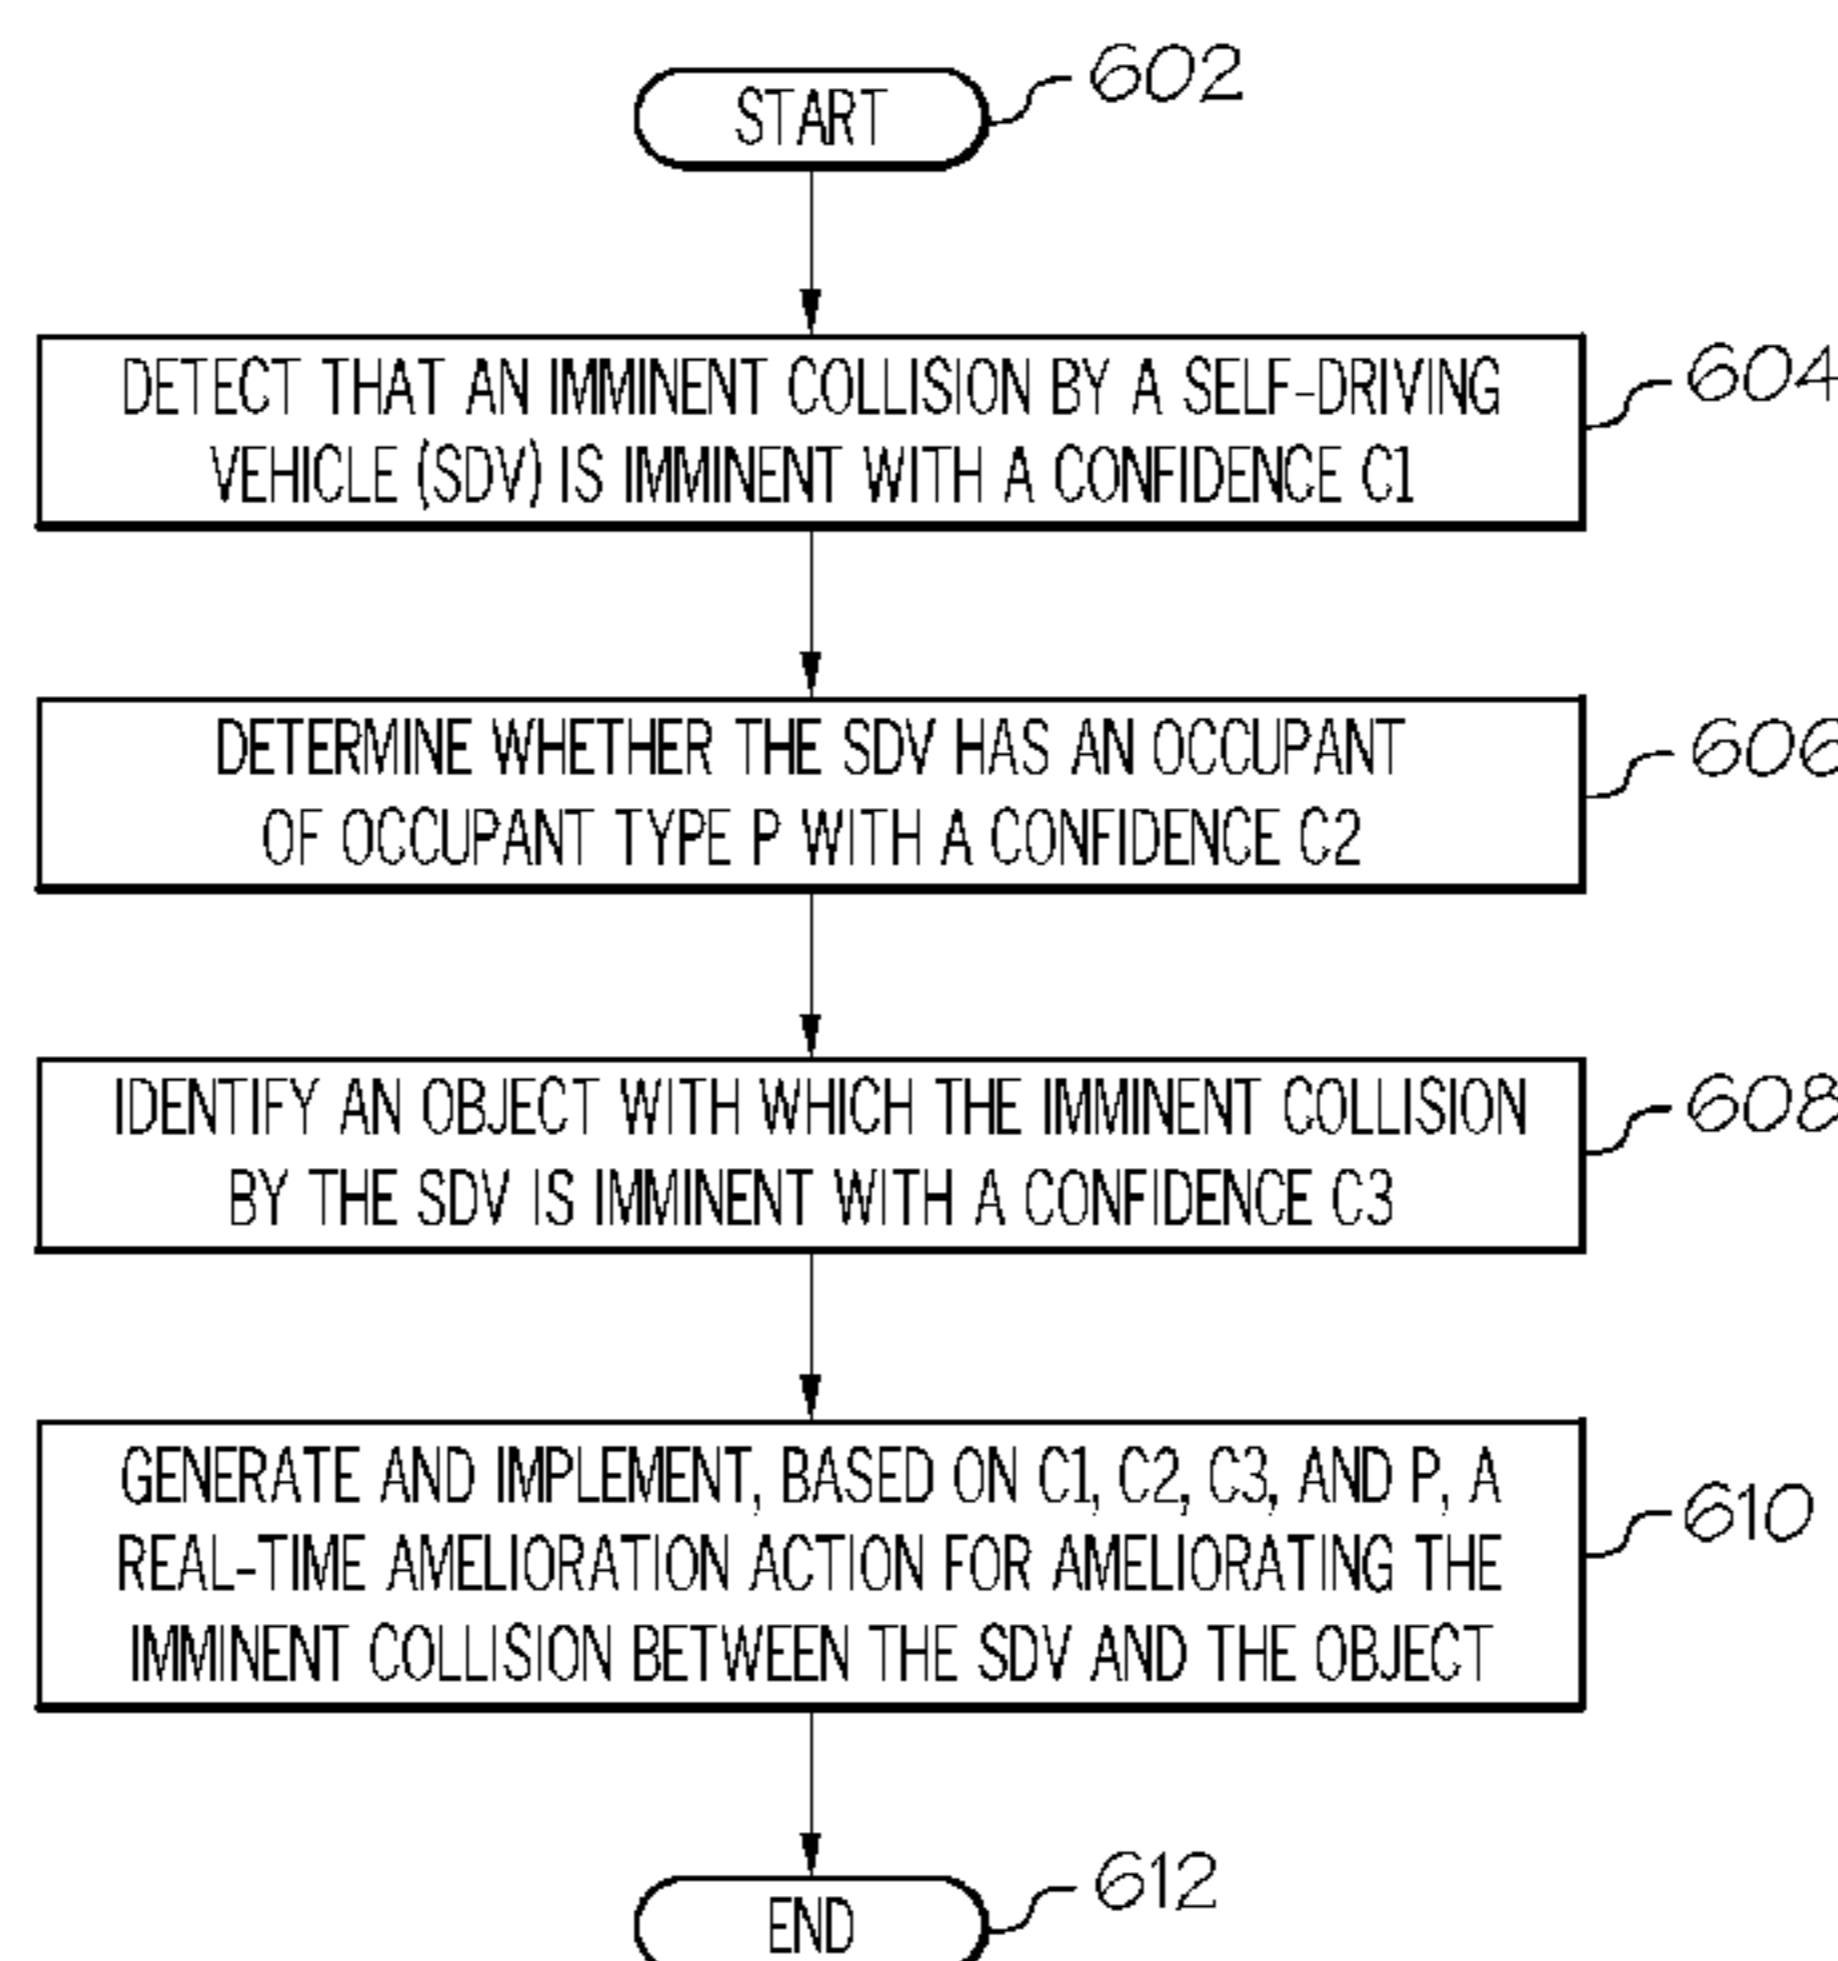 START
602
DETECT THAT AN IMMINENT COLLISION BY A SELF-DRIVING
VEHICLE (SDV) IS IMMINENT WITH A CONFIDENCE C1
604
DETERMINE WHETHER THE SDV HAS AN OCCUPANT
OF OCCUPANT TYPE P WITH A CONFIDENCE C2
606
IDENTIFY AN OBJECT WITH WHICH THE IMMINENT COLLISION
BY THE SDV IS IMMINENT WITH A CONFIDENCE C3
608
GENERATE AND IMPLEMENT, BASED ON C1, C2, C3, AND P, A
REAL-TIME AMELIORATION ACTION FOR AMELIORATING THE
IMMINENT COLLISION BETWEEN THE SDV AND THE OBJECT
610
END
612